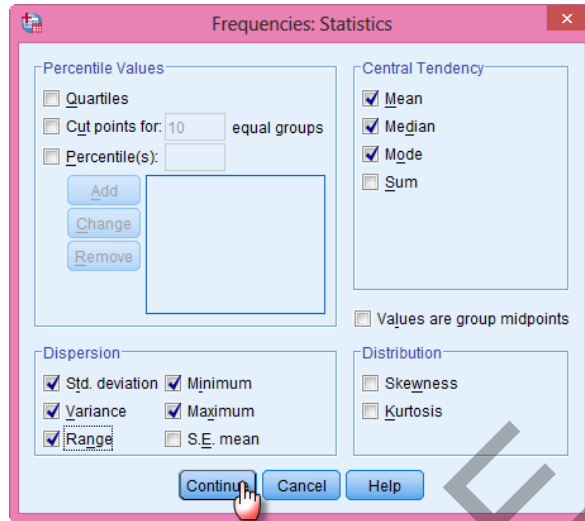 Frequencies: Statistics
Percentile Values
Quartiles
Cut points for: 10 equal groups
Percentile(s):
Add
Change
Remove
Central Tendency
Mean
Median
Mode
Sum
Values are group midpoints
Dispersion
Std. deviation
Minimum
Variance
Maximum
Range
S.E. mean
Distribution
Skewness
Kurtosis
Continue
Cancel
Help